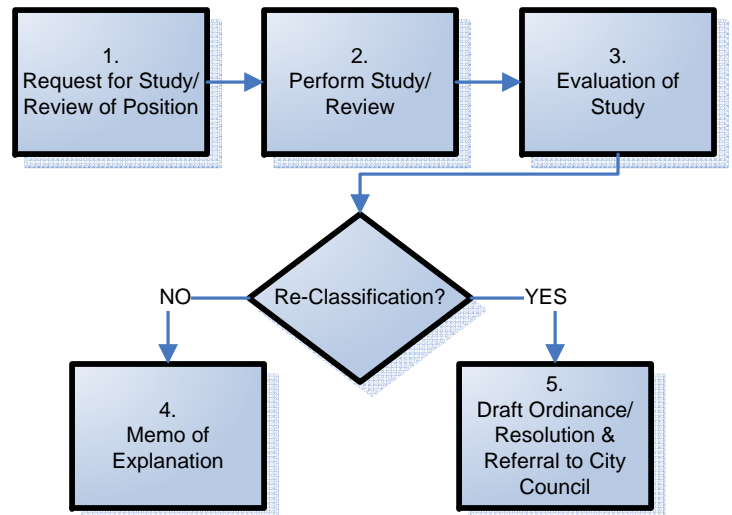 1.
Request for Study/
Review of Position
2.
Perform Study/
Review
3.
Evaluation of
Study
Re-Classification?
NO
YES
4.
Memo of
Explanation
5.
Draft Ordinance/
Resolution &
Referral to City
Council